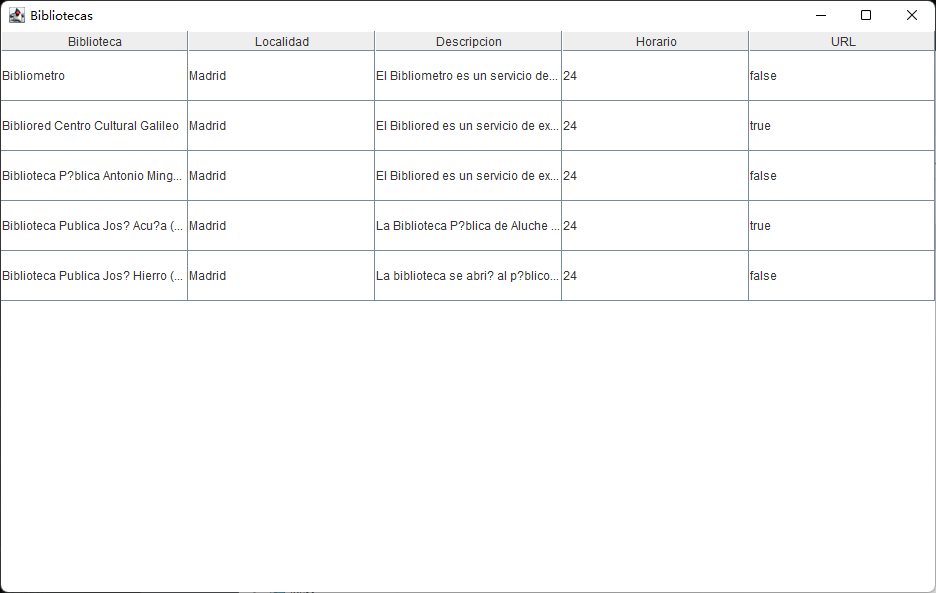 Bibliotecas
Biblioteca Localidad Descripcion Horario URL
Bibliometro Madrid El Bibliometro es un servicio de... 24 false
Bibliored Centro Cultural Galileo Madrid El Bibliored es un servicio de ex... 24 true
Biblioteca P?blica Antonio Ming... Madrid El Bibliored es un servicio de ex... 24 false
Biblioteca Publica Jos? Acu?a (... Madrid La Biblioteca P?blica de Aluche ... 24 true
Biblioteca Publica Jos? Hierro (... Madrid La biblioteca se abri? al p?blico... 24 false